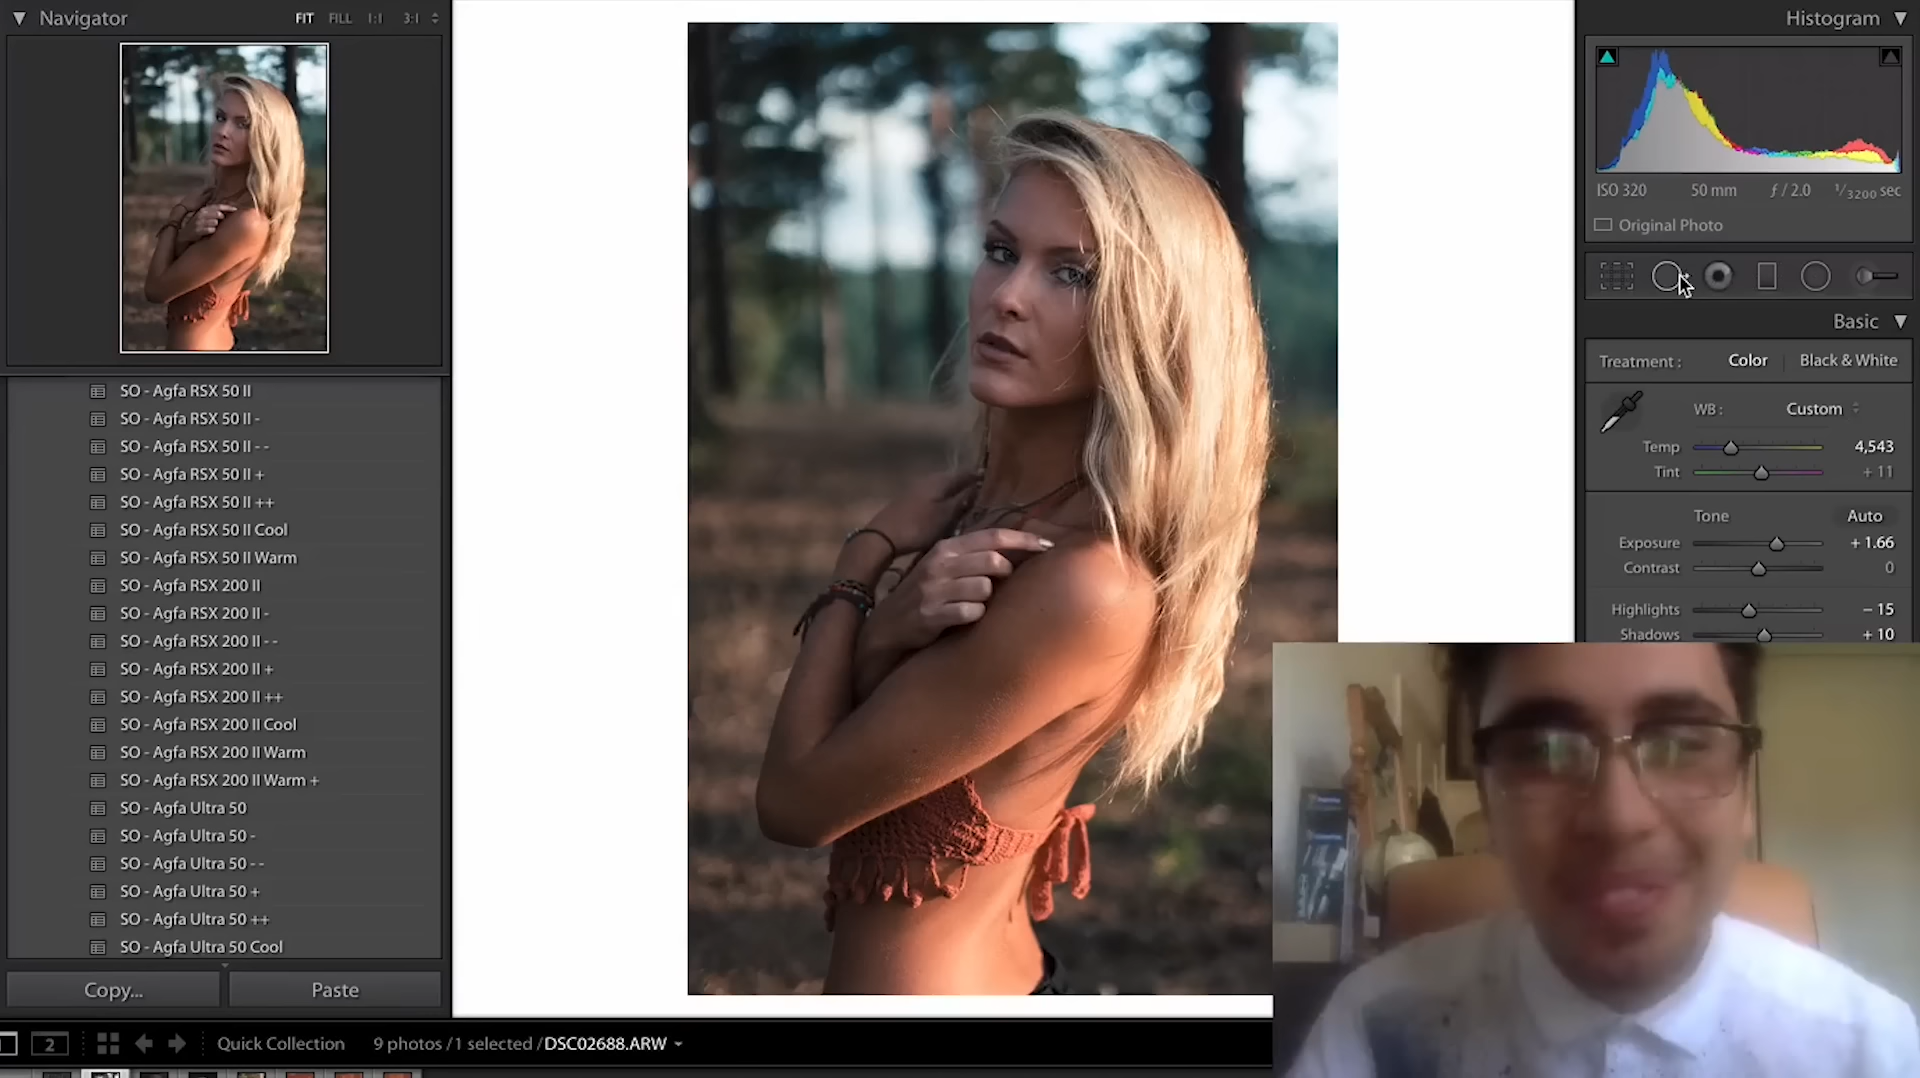 Navigator
FIT FILL 1:1 3:1
SO - Agfa RSX 50 II
SO - Agfa RSX 50 II -
SO - Agfa RSX 50 II - -
SO - Agfa RSX 50 II +
SO - Agfa RSX 50 II ++
SO - Agfa RSX 50 II Cool
SO - Agfa RSX 50 II Warm
SO - Agfa RSX 200 II
SO - Agfa RSX 200 II -
SO - Agfa RSX 200 II - -
SO - Agfa RSX 200 II +
SO - Agfa RSX 200 II ++
SO - Agfa RSX 200 II Cool
SO - Agfa RSX 200 II Warm
SO - Agfa RSX 200 II Warm +
SO - Agfa Ultra 50
SO - Agfa Ultra 50 -
SO - Agfa Ultra 50 - -
SO - Agfa Ultra 50 +
SO - Agfa Ultra 50 ++
SO - Agfa Ultra 50 Cool
Copy... Paste
2 Quick Collection 9 photos /1 selected /DSC02688.ARW
Histogram
ISO 320 50 mm ƒ / 2.0 1/3200 sec
Original Photo
Basic
Treatment : Color Black & White
WB : Custom
Temp 4,543
Tint + 11
Tone Auto
Exposure + 1.66
Contrast 0
Highlights − 15
Shadows + 10